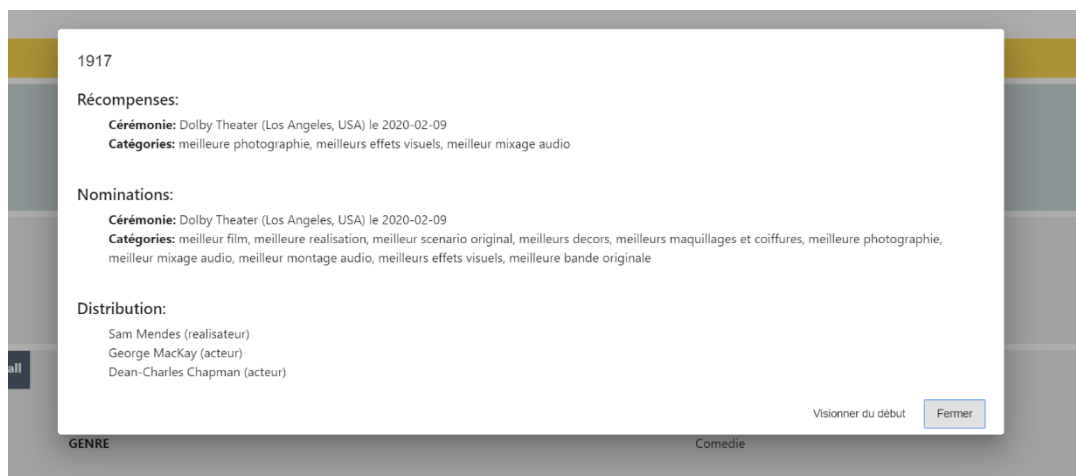 1917
Récompenses:
Cérémonie: Dolby Theater (Los Angeles, USA) le 2020-02-09
Catégories: meilleure photographie, meilleurs effets visuels, meilleur mixage audio
Nominations:
Cérémonie: Dolby Theater (Los Angeles, USA) le 2020-02-09
Catégories: meilleur film, meilleure realisation, meilleur scenario original, meilleurs decors, meilleurs maquillages et coiffures, meilleure photographie,
meilleur mixage audio, meilleur montage audio, meilleurs effets visuels, meilleure bande originale
Distribution:
Sam Mendes (realisateur)
George MacKay (acteur)
all
Dean-Charles Chapman (acteur)
Visionner du début Fermer
GENRE Comedie